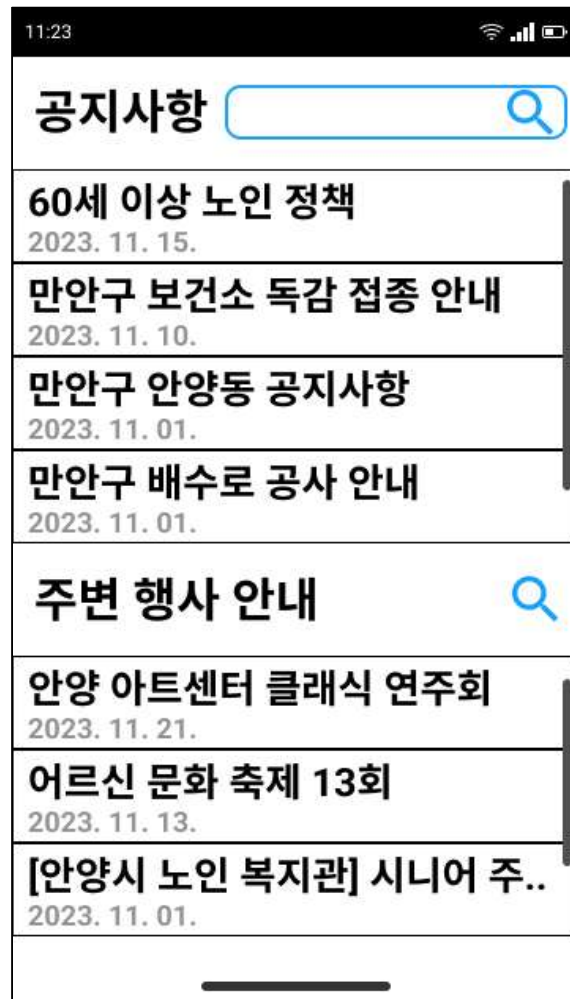 11:23
공지사항
60세 이상 노인 정책
2023. 11. 15.
만안구 보건소 독감 접종 안내
2023. 11. 10.
만안구 안양동 공지사항
2023. 11. 01.
만안구 배수로 공사 안내
2023. 11. 01.
주변 행사 안내
안양 아트센터 클래식 연주회
2023. 11. 21.
어르신 문화 축제 13회
2023. 11. 13.
[안양시 노인 복지관] 시니어 주..
2023. 11. 01.